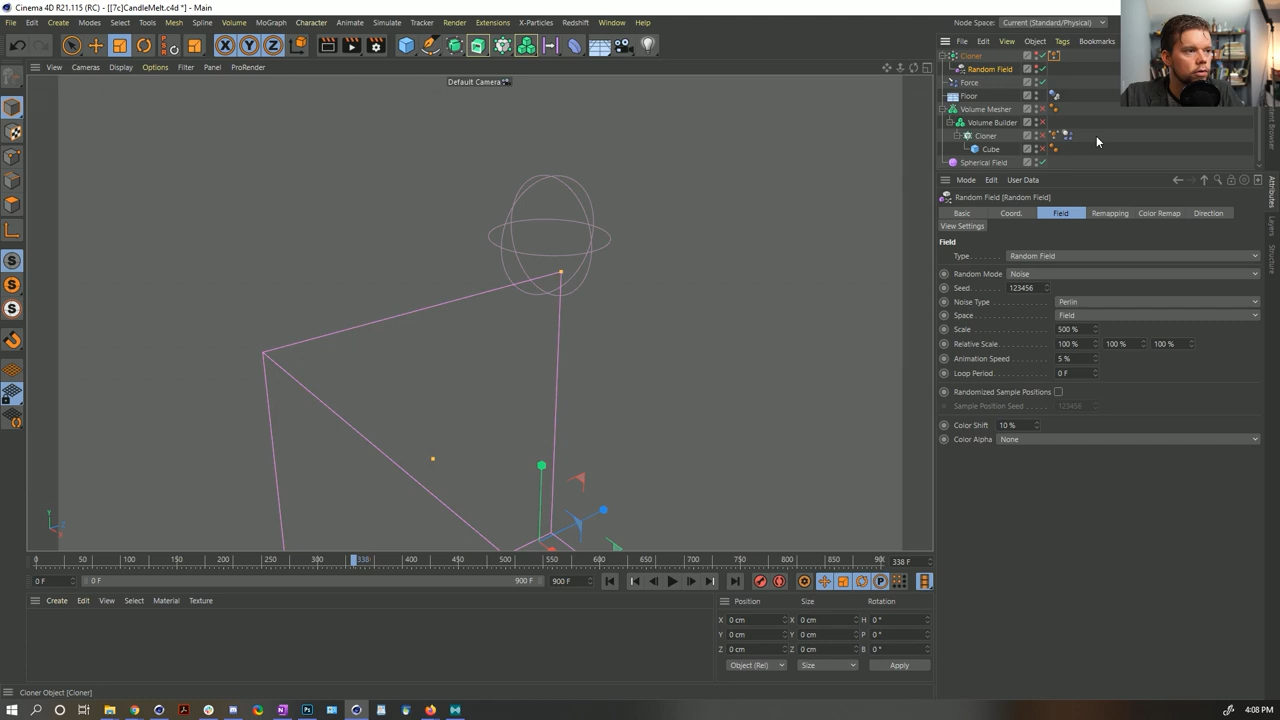 Cinema 4D R21.115 (RC) - [[7c]CandleMelt.c4d *] - Main
File Edit Create Modes Select Tools Mesh Spline Volume MoGraph Character Animate Simulate Tracker Render Extensions X-Particles Redshift Window Help
Node Space: Current (Standard/Physical)
File Edit View Object Tags Bookmarks
View Cameras Display Options Filter Panel ProRender
Default Camera
Cloner
Random Field
Force
Floor
Volume Mesher
Volume Builder
Cloner
Cube
Spherical Field
Content Browser
Attributes
Layers
Structure
Mode Edit User Data
Random Field [Random Field]
Basic Coord. Field Remapping Color Remap Direction
View Settings
Field
Type Random Field
Random Mode Noise
Seed 123456
Noise Type Perlin
Space Field
Scale 500 %
Relative Scale 100 % 100 % 100 %
Animation Speed 5 %
Loop Period 0 F
Randomized Sample Positions
Sample Position Seed 123456
Color Shift 10 %
Color Alpha None
Y Z X
0 50 100 150 200 250 300 338 400 450 500 550 600 650 700 750 800 850 90 338 F
0 F 0 F 900 F 900 F
Create Edit View Select Material Texture
Position Size Rotation
X 0 cm X 0 cm H 0 °
Y 0 cm Y 0 cm P 0 °
Z 0 cm Z 0 cm B 0 °
Object (Rel) Size Apply
Cloner Object [Cloner]
4:08 PM